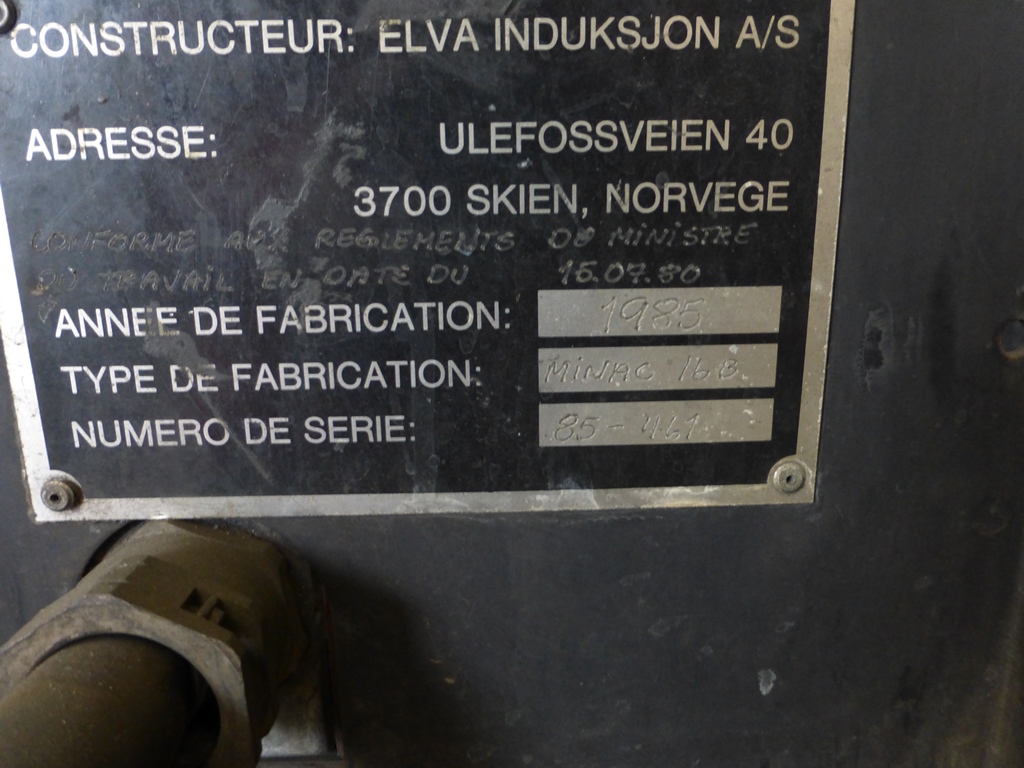 CONSTRUCTEUR: ELVA INDUKSJON A/S
ADRESSE: ULEFOSSVEIEN 40
3700 SKIEN, NORVEGE
CONFORME AUX REGLEMENTS DU MINISTRE
DU TRAVAIL EN DATE DU 15.07.80
ANNEE DE FABRICATION: 1985
TYPE DE FABRICATION: MINAC 16B
NUMERO DE SERIE: 85-461